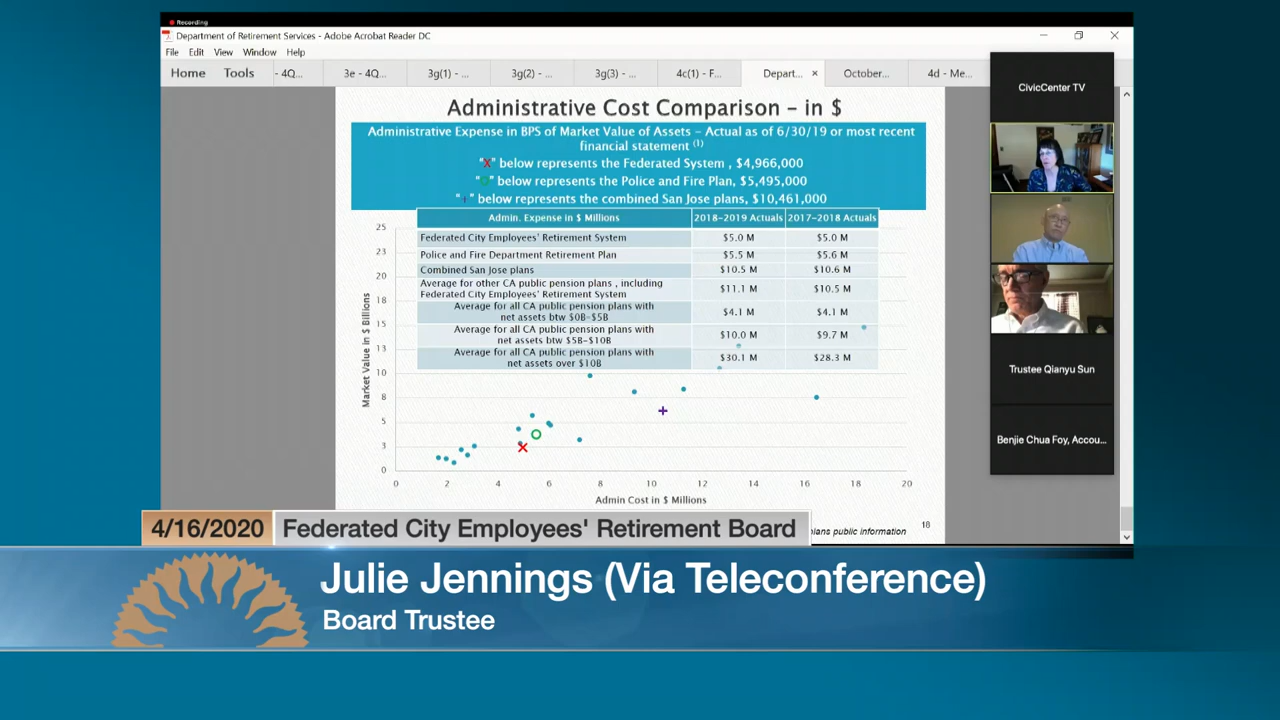 Recording
Department of Retirement Services - Adobe Acrobat Reader DC
File Edit View Window Help
Home Tools - 4Q... 3e - 4Q... 3g(1) - ... 3g(2) - ... 3g(3) - ... 4c(1) - F... Depart... × October... 4d - Me...
Administrative Cost Comparison – in $
Administrative Expense in BPS of Market Value of Assets – Actual as of 6/30/19 or most recent
financial statement (1)
"X" below represents the Federated System , $4,966,000
"O" below represents the Police and Fire Plan, $5,495,000
"+" below represents the combined San Jose plans, $10,461,000
Admin. Expense in $ Millions 2018-2019 Actuals 2017-2018 Actuals
Federated City Employees' Retirement System $5.0 M $5.0 M
Police and Fire Department Retirement Plan $5.5 M $5.6 M
Combined San Jose plans $10.5 M $10.6 M
Average for other CA public pension plans , including
Federated City Employees' Retirement System $11.1 M $10.5 M
Average for all CA public pension plans with
net assets btw $0B-$5B $4.1 M $4.1 M
Average for all CA public pension plans with
net assets btw $5B-$10B $10.0 M $9.7 M
Average for all CA public pension plans with
net assets over $10B $30.1 M $28.3 M
Market Value in $ Billions
25
23
20
18
15
13
10
8
5
3
0
0 2 4 6 8 10 12 14 16 18 20
Admin Cost in $ Millions
plans public information
18
CivicCenter TV
Trustee Qianyu Sun
Benjie Chua Foy, Accou...
4/16/2020 Federated City Employees' Retirement Board
Julie Jennings (Via Teleconference)
Board Trustee